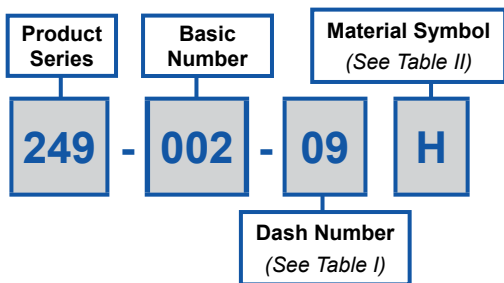 Product Series
Basic Number
Material Symbol
(See Table II)
249 - 002 - 09 H
Dash Number
(See Table I)